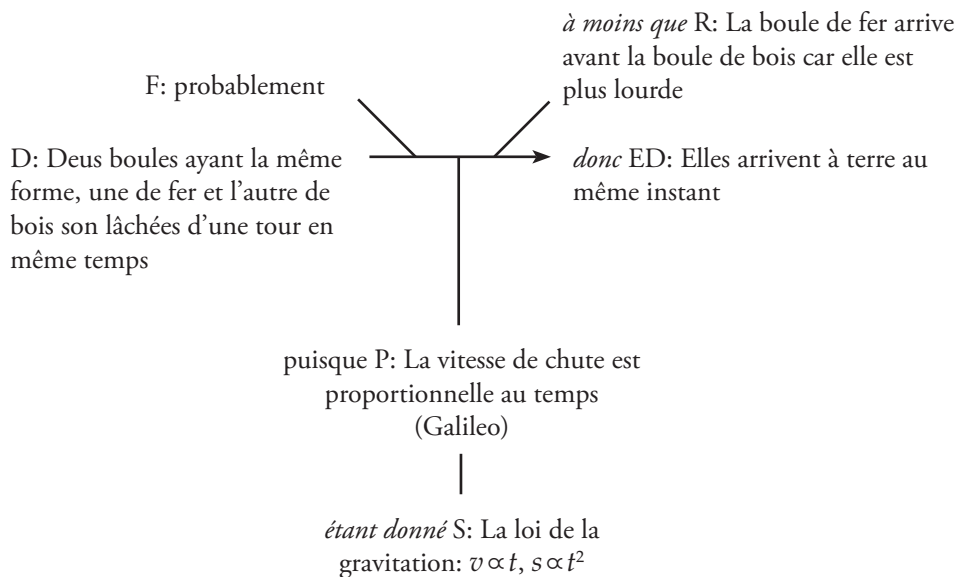 à moins que R: La boule de fer arrive
avant la boule de bois car elle est
plus lourde
F: probablement
D: Deus boules ayant la même
forme, une de fer et l'autre de
bois son lâchées d'une tour en
même temps
donc ED: Elles arrivent à terre au
même instant
puisque P: La vitesse de chute est
proportionnelle au temps
(Galileo)
étant donné S: La loi de la
gravitation: v∝t, s∝t²